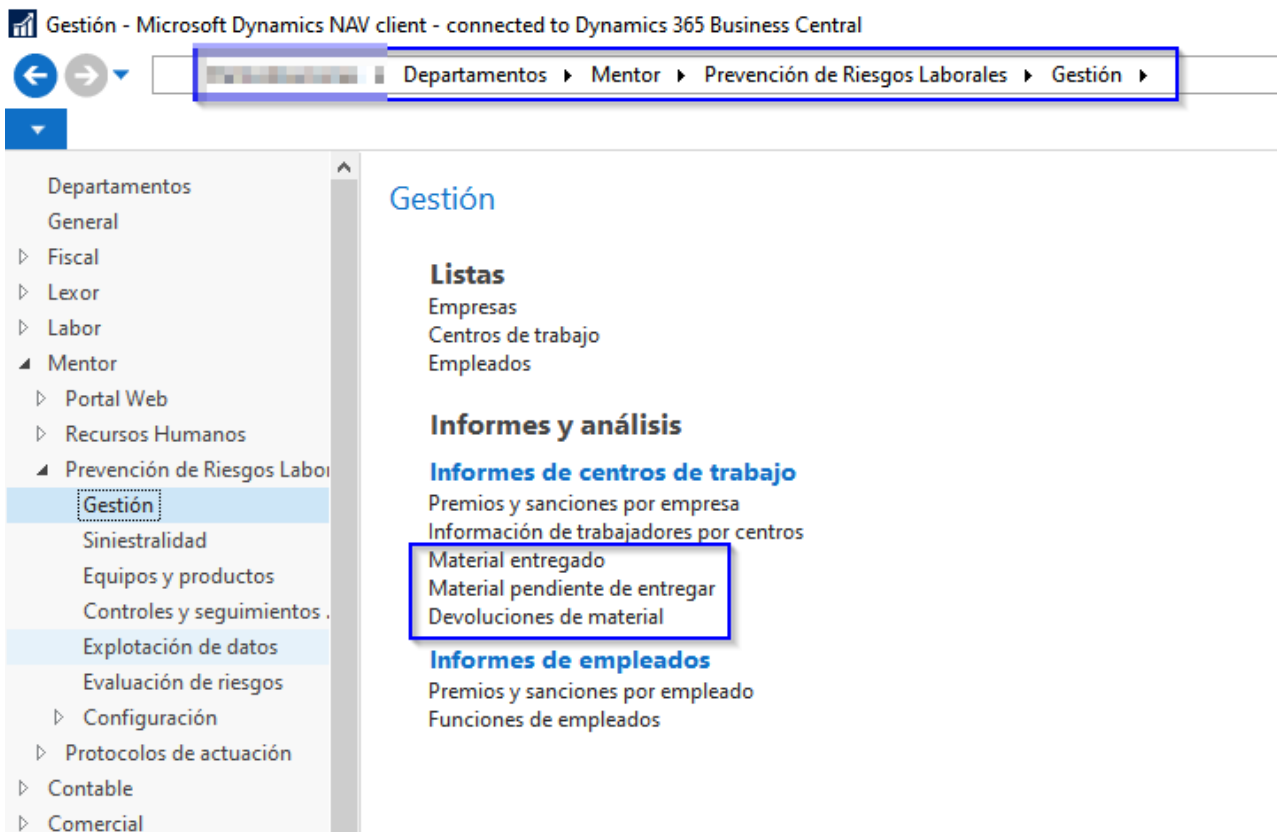 Gestión - Microsoft Dynamics NAV client - connected to Dynamics 365 Business Central
Departamentos ▸ Mentor ▸ Prevención de Riesgos Laborales ▸ Gestión ▸
Departamentos
General
Fiscal
Lexor
Labor
Mentor
Portal Web
Recursos Humanos
Prevención de Riesgos Labor
Gestión
Siniestralidad
Equipos y productos
Controles y seguimientos .
Explotación de datos
Evaluación de riesgos
Configuración
Protocolos de actuación
Contable
Comercial
Gestión
Listas
Empresas
Centros de trabajo
Empleados
Informes y análisis
Informes de centros de trabajo
Premios y sanciones por empresa
Información de trabajadores por centros
Material entregado
Material pendiente de entregar
Devoluciones de material
Informes de empleados
Premios y sanciones por empleado
Funciones de empleados